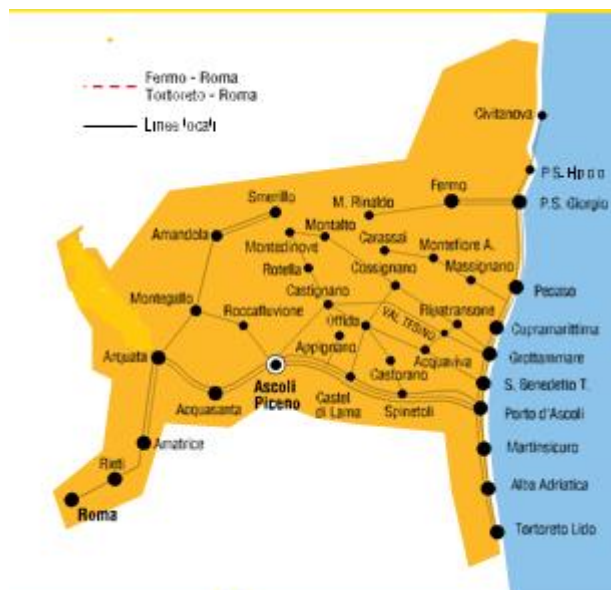 Fermo - Roma
Tortoreto - Roma
Linee locali
Civitanova
P.S.
Smerillo
M. Rinaldo
Fermo
P.S. Giorgio
Amandola
Montalto
Montedinove
Carassai
Montefiore A.
Rotella
Cossignano
Massignano
Montegallo
Castignano
Pedaso
Roccafluvione
Offida
VAL TESINO
Ripatransone
Cupramarittima
Arquata
Appignano
Acquaviva
Grottammare
Ascoli
Piceno
Castorano
S. Benedetto T.
Acquasanta
Castel
di Lama
Spinetoli
Porto d'Ascoli
Amatrice
Martinsicuro
Rieti
Alba Adriatica
Roma
Tortoreto Lido